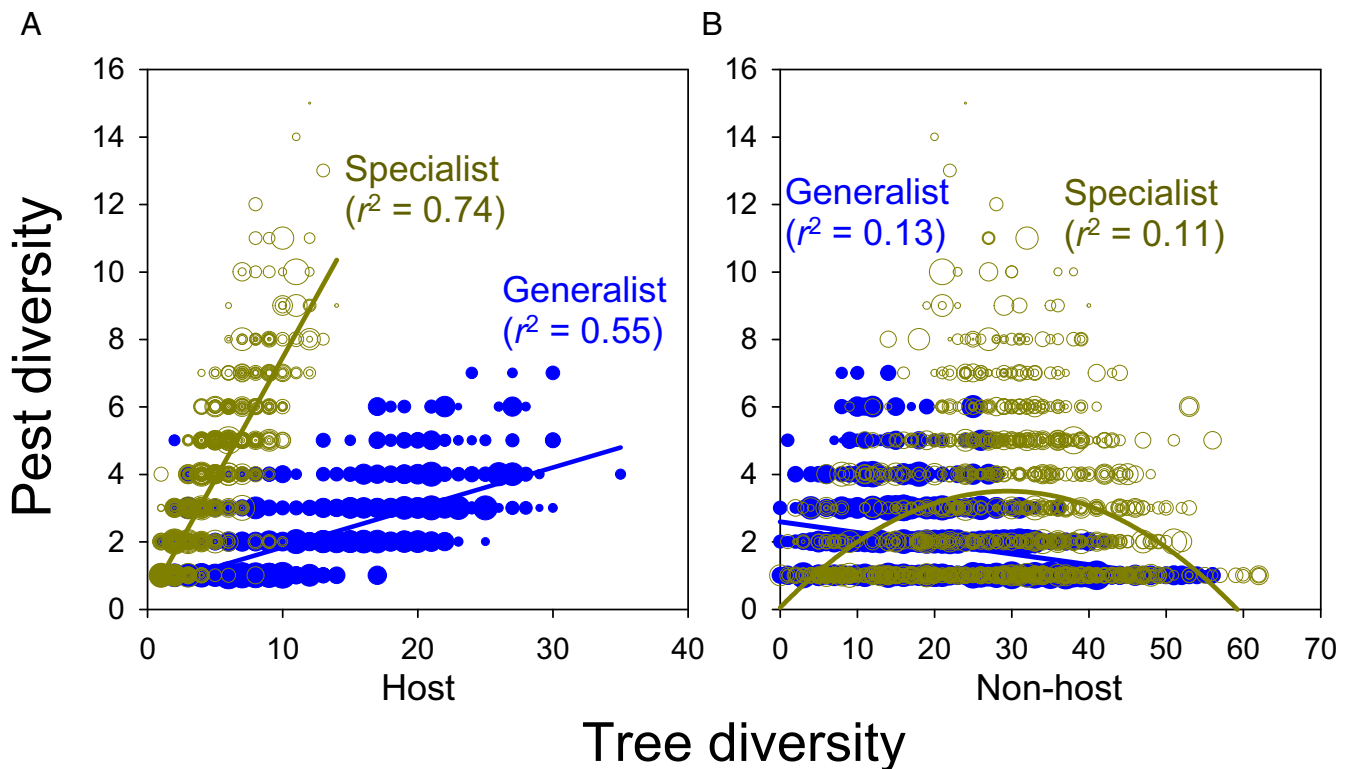 A
B
Pest diversity
16
14
12
10
8
6
4
2
0
Specialist
(r² = 0.74)
Generalist
(r² = 0.55)
0 10 20 30 40
Host
16
14
12
10
8
6
4
2
0
Generalist
(r² = 0.13)
Specialist
(r² = 0.11)
0 10 20 30 40 50 60 70
Non-host
Tree diversity